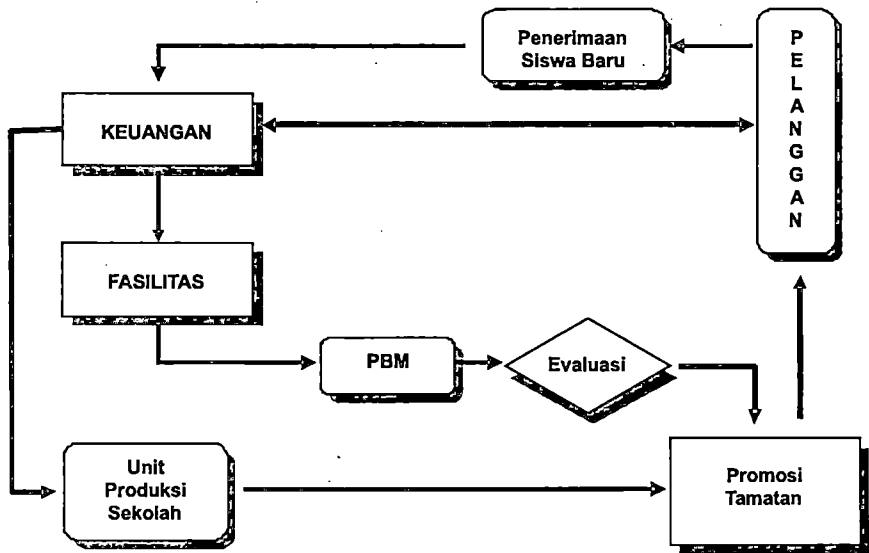 Penerimaan
Siswa Baru
P
E
L
A
N
G
G
A
N
KEUANGAN
FASILITAS
PBM
Evaluasi
Unit
Produksi
Sekolah
Promosi
Tamatan